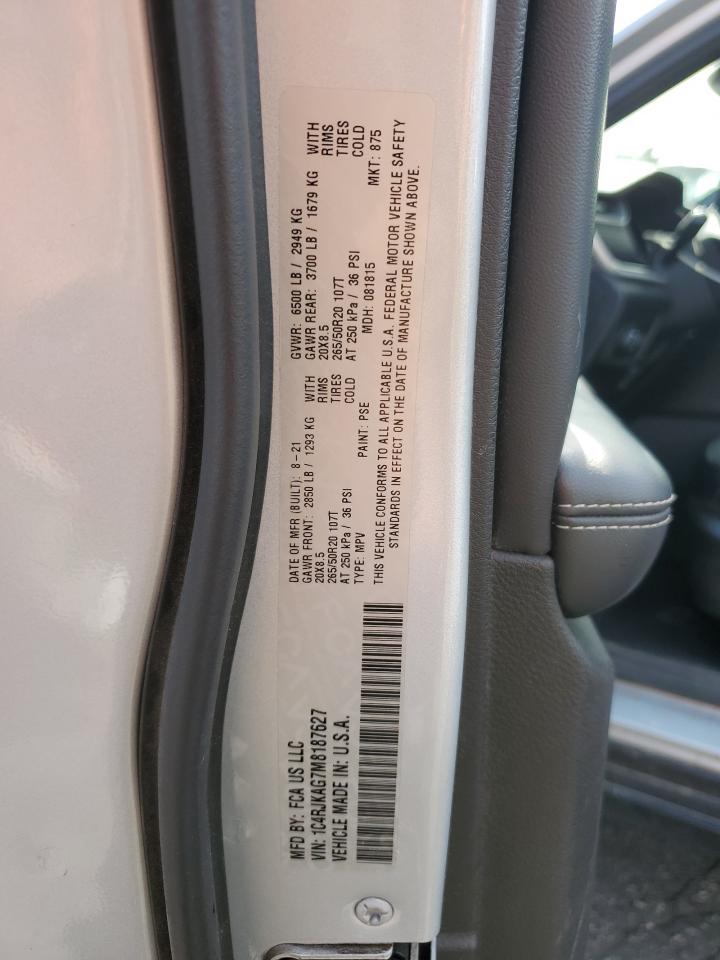 MFD BY: FCA US LLC
VIN: 1C4RJKAG7M8187627
VEHICLE MADE IN: U.S.A.
DATE OF MFR (BUILT): 8-21 GVWR: 6500 LB / 2949 KG
GAWR FRONT: 2850 LB / 1293 KG WITH GAWR REAR: 3700 LB / 1679 KG WITH
20X8.5 RIMS 20X8.5 RIMS
265/50R20 107T TIRES 265/50R20 107T TIRES
AT 250 kPa / 36 PSI COLD AT 250 kPa / 36 PSI COLD
TYPE: MPV PAINT: PSE MDH: 081815 MKT: 875
THIS VEHICLE CONFORMS TO ALL APPLICABLE U.S.A. FEDERAL MOTOR VEHICLE SAFETY
STANDARDS IN EFFECT ON THE DATE OF MANUFACTURE SHOWN ABOVE.